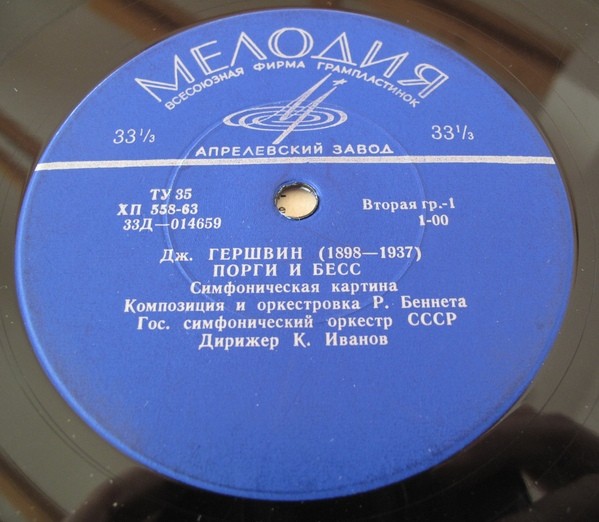 МЕЛОДИЯ
ВСЕСОЮЗНАЯ ФИРМА ГРАМПЛАСТИНОК
33⅓ 33⅓
АПРЕЛЕВСКИЙ ЗАВОД
ТУ 35
ХП 558-63 Вторая гр.-1
33Д—014659 1-00
Дж. ГЕРШВИН (1898—1937)
ПОРГИ И БЕСС
Симфоническая картина
Композиция и оркестровка Р. Беннета
Гос. симфонический оркестр СССР
Дирижер К. Иванов